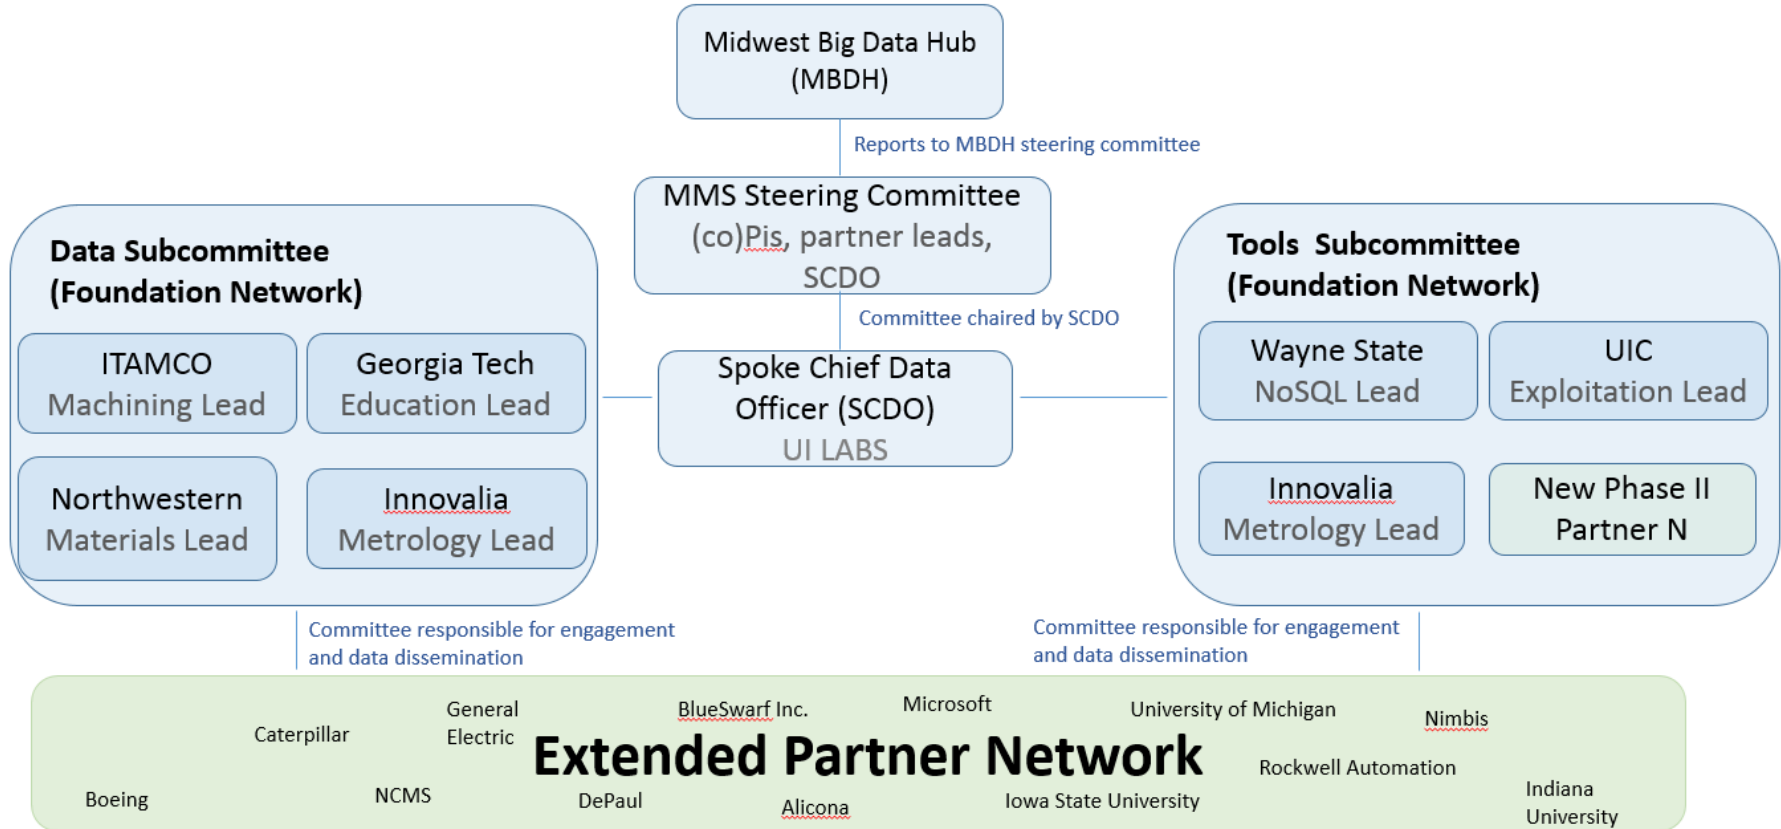 Midwest Big Data Hub
(MBDH)
Reports to MBDH steering committee
MMS Steering Committee
(co)Pis, partner leads,
SCDO
Committee chaired by SCDO
Spoke Chief Data
Officer (SCDO)
UI LABS
Data Subcommittee
(Foundation Network)
ITAMCO
Machining Lead
Georgia Tech
Education Lead
Northwestern
Materials Lead
Innovalia
Metrology Lead
Tools  Subcommittee
(Foundation Network)
Wayne State
NoSQL Lead
UIC
Exploitation Lead
Innovalia
Metrology Lead
New Phase II
Partner N
Committee responsible for engagement
and data dissemination
Committee responsible for engagement
and data dissemination
Extended Partner Network
Caterpillar
General
Electric
BlueSwarf Inc.
Microsoft
University of Michigan
Nimbis
Boeing
NCMS
DePaul
Alicona
Iowa State University
Rockwell Automation
Indiana
University